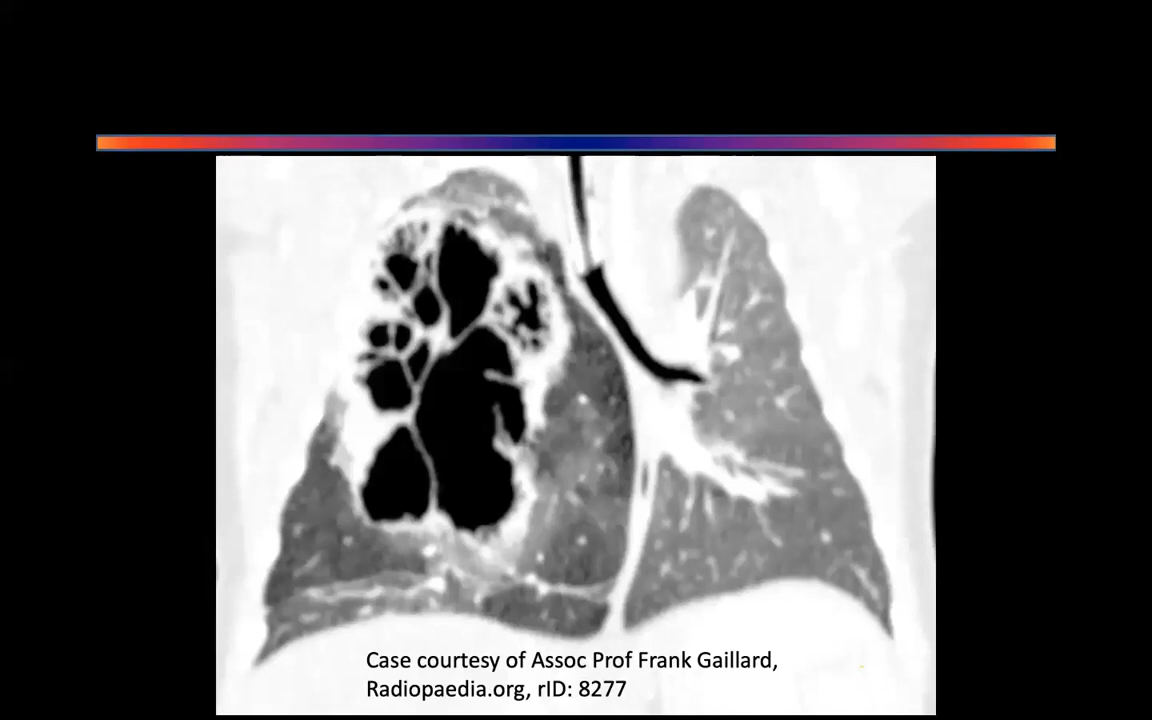 Case courtesy of Assoc Prof Frank Gaillard,
Radiopaedia.org, rID: 8277